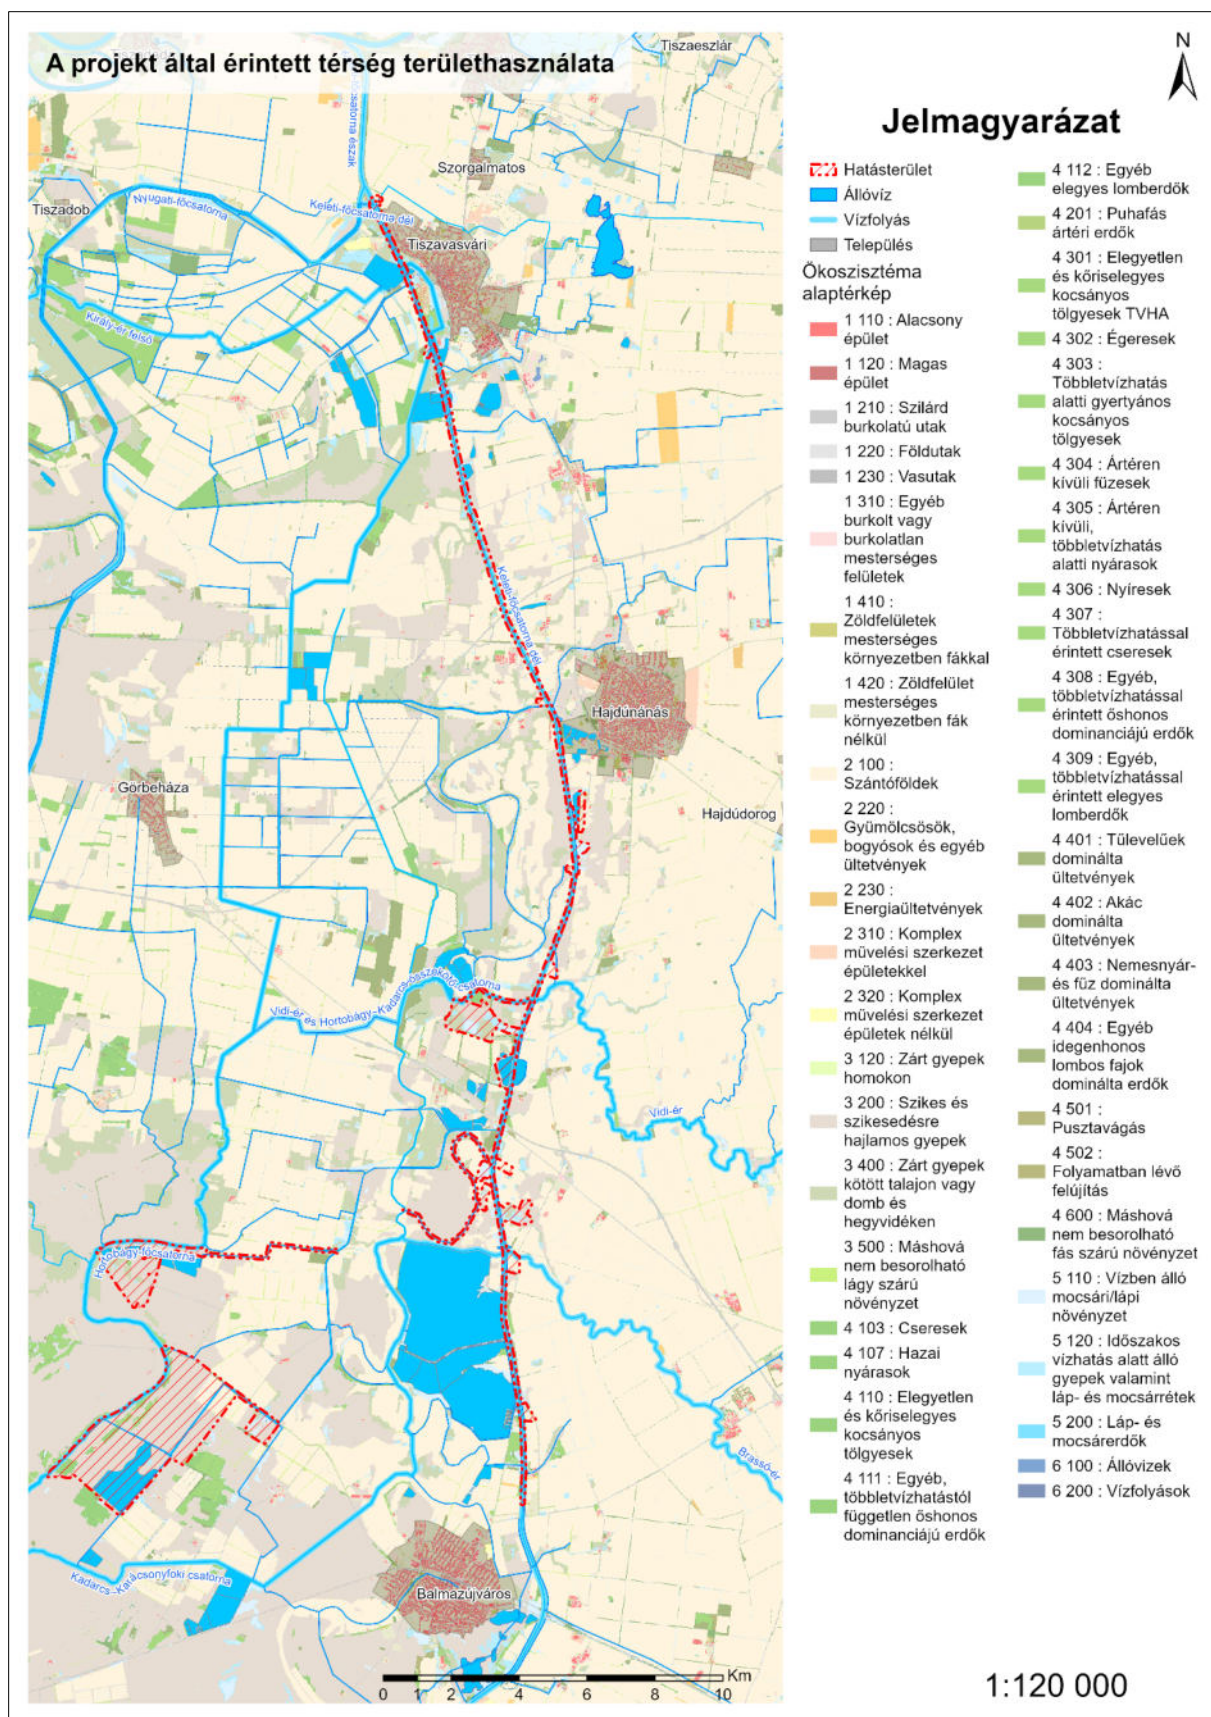 A projekt által érintett térség területhasználata
Tiszaeszlár
Szorgalmatos
Tiszadob
Nyugati-főcsatorna
Keleti-főcsatorna dél
Tiszavasvári
Király-ér felső
Keleti-főcsatorna dél
Hajdúnánás
Görbeháza
Hajdúdorog
Vidi-ér és Hortobágy-Kadarcs-összekötő-csatorna
Vidi-ér
Hortobágy-főcsatorna
Brassó-ér
Kadarcs-Karácsonyfoki csatorna
Balmazújváros
Km
0 1 2 4 6 8 10
N
Jelmagyarázat
Hatásterület
Állóvíz
Vízfolyás
Település
Ökoszisztéma
alaptérkép
1 110 : Alacsony
épület
1 120 : Magas
épület
1 210 : Szilárd
burkolatú utak
1 220 : Földutak
1 230 : Vasutak
1 310 : Egyéb
burkolt vagy
burkolatlan
mesterséges
felületek
1 410 :
Zöldfelületek
mesterséges
környezetben fákkal
1 420 : Zöldfelület
mesterséges
környezetben fák
nélkül
2 100 :
Szántóföldek
2 220 :
Gyümölcsösök,
bogyósok és egyéb
ültetvények
2 230 :
Energiaültetvények
2 310 : Komplex
művelési szerkezet
épületekkel
2 320 : Komplex
művelési szerkezet
épületek nélkül
3 120 : Zárt gyepek
homokon
3 200 : Szikes és
szikesedésre
hajlamos gyepek
3 400 : Zárt gyepek
kötött talajon vagy
domb és
hegyvidéken
3 500 : Máshová
nem besorolható
lágy szárú
növényzet
4 103 : Cseresek
4 107 : Hazai
nyárasok
4 110 : Elegyetlen
és kőriselegyes
kocsányos
tölgyesek
4 111 : Egyéb,
többletvízhatástól
független őshonos
dominanciájú erdők
4 112 : Egyéb
elegyes lomberdők
4 201 : Puhafás
ártéri erdők
4 301 : Elegyetlen
és kőriselegyes
kocsányos
tölgyesek TVHA
4 302 : Égeresek
4 303 :
Többletvízhatás
alatti gyertyános
kocsányos
tölgyesek
4 304 : Ártéren
kívüli füzesek
4 305 : Ártéren
kívüli,
többletvízhatás
alatti nyárasok
4 306 : Nyíresek
4 307 :
Többletvízhatással
érintett cseresek
4 308 : Egyéb,
többletvízhatással
érintett őshonos
dominanciájú erdők
4 309 : Egyéb,
többletvízhatással
érintett elegyes
lomberdők
4 401 : Tűlevelűek
dominálta
ültetvények
4 402 : Akác
dominálta
ültetvények
4 403 : Nemesnyár-
és fűz dominálta
ültetvények
4 404 : Egyéb
idegenhonos
lombos fajok
dominálta erdők
4 501 :
Pusztavágás
4 502 :
Folyamatban lévő
felújítás
4 600 : Máshová
nem besorolható
fás szárú növényzet
5 110 : Vízben álló
mocsári/lápi
növényzet
5 120 : Időszakos
vízhatás alatt álló
gyepek valamint
láp- és mocsárrétek
5 200 : Láp- és
mocsárerdők
6 100 : Állóvizek
6 200 : Vízfolyások
1:120 000